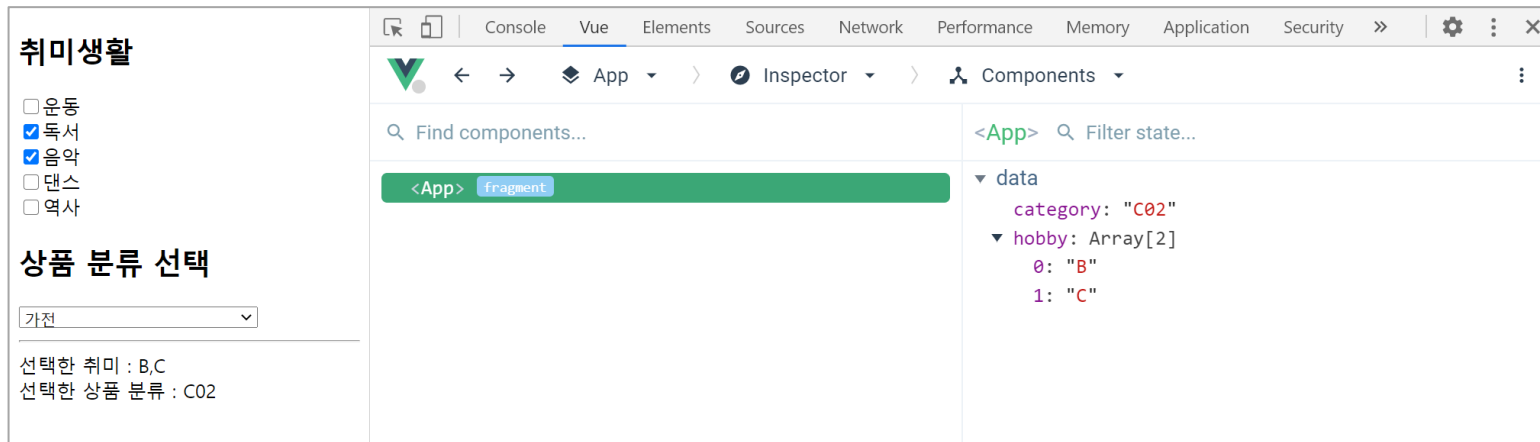 취미생활
운동
독서
음악
댄스
역사
상품 분류 선택
가전
선택한 취미 : B,C
선택한 상품 분류 : C02
Console Vue Elements Sources Network Performance Memory Application Security
App Inspector Components
Find components...
<App> fragment
<App> Filter state...
data
category: "C02"
hobby: Array[2]
0: "B"
1: "C"